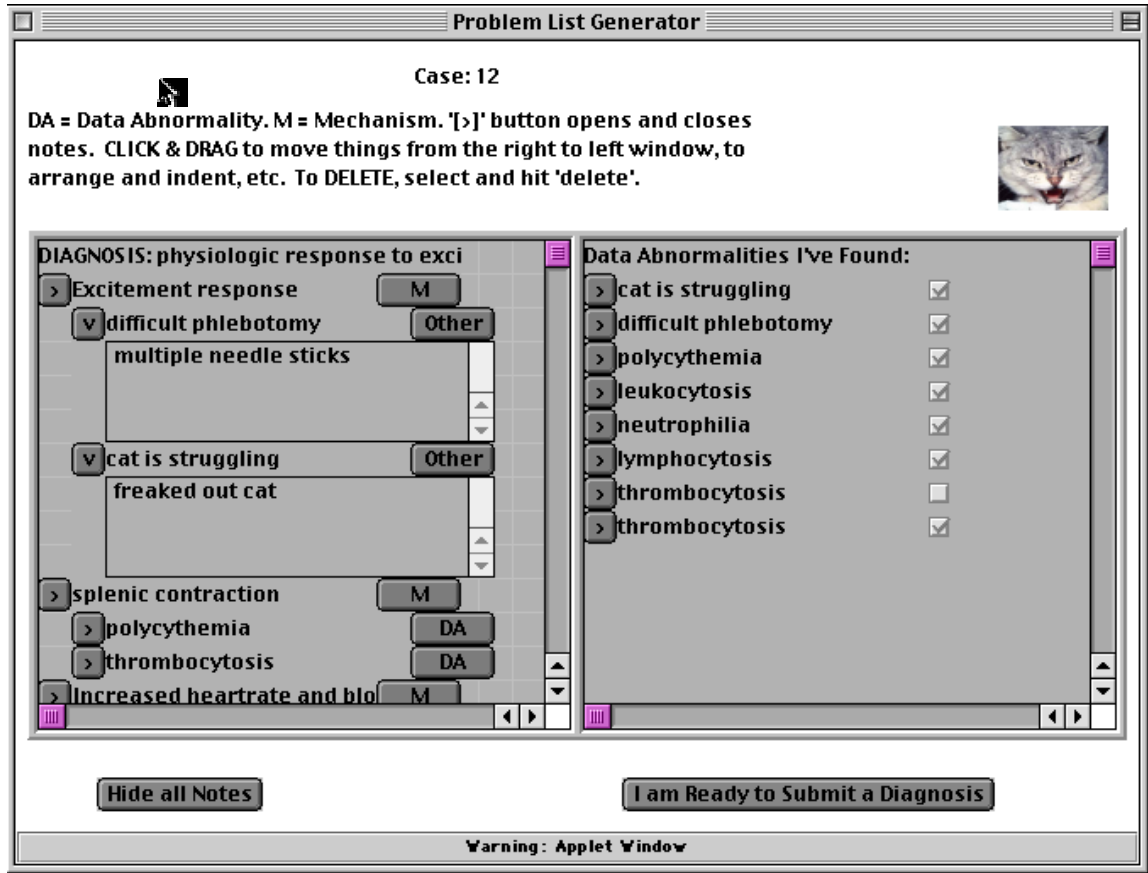 Problem List Generator
Case: 12
DA = Data Abnormality. M = Mechanism. '[>]' button opens and closes
notes. CLICK & DRAG to move things from the right to left window, to
arrange and indent, etc. To DELETE, select and hit 'delete'.
DIAGNOSIS: physiologic response to exci
> Excitement response M
v difficult phlebotomy Other
multiple needle sticks
v cat is struggling Other
freaked out cat
> splenic contraction M
> polycythemia DA
> thrombocytosis DA
> Increased heartrate and blo M
Data Abnormalities I've Found:
> cat is struggling
> difficult phlebotomy
> polycythemia
> leukocytosis
> neutrophilia
> lymphocytosis
> thrombocytosis
> thrombocytosis
Hide all Notes
I am Ready to Submit a Diagnosis
Warning: Applet Window